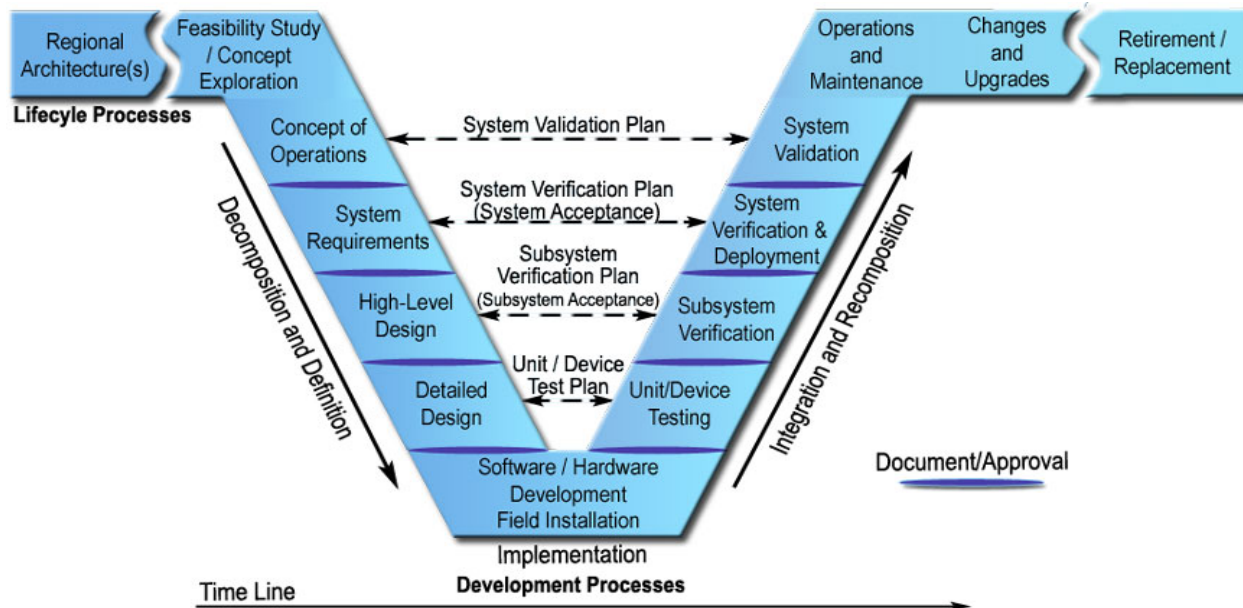 Regional
Architecture(s)
Feasibility Study
/ Concept
Exploration
Operations
and
Maintenance
Changes
and
Upgrades
Retirement /
Replacement
Lifecyle Processes
Concept of
Operations
System Validation Plan
System
Validation
System
Requirements
System Verification Plan
(System Acceptance)
System
Verification &
Deployment
High-Level
Design
Subsystem
Verification Plan
(Subsystem Acceptance)
Subsystem
Verification
Detailed
Design
Unit / Device
Test Plan
Unit/Device
Testing
Decomposition and Definition
Integration and Recomposition
Software / Hardware
Development
Field Installation
Document/Approval
Implementation
Development Processes
Time Line